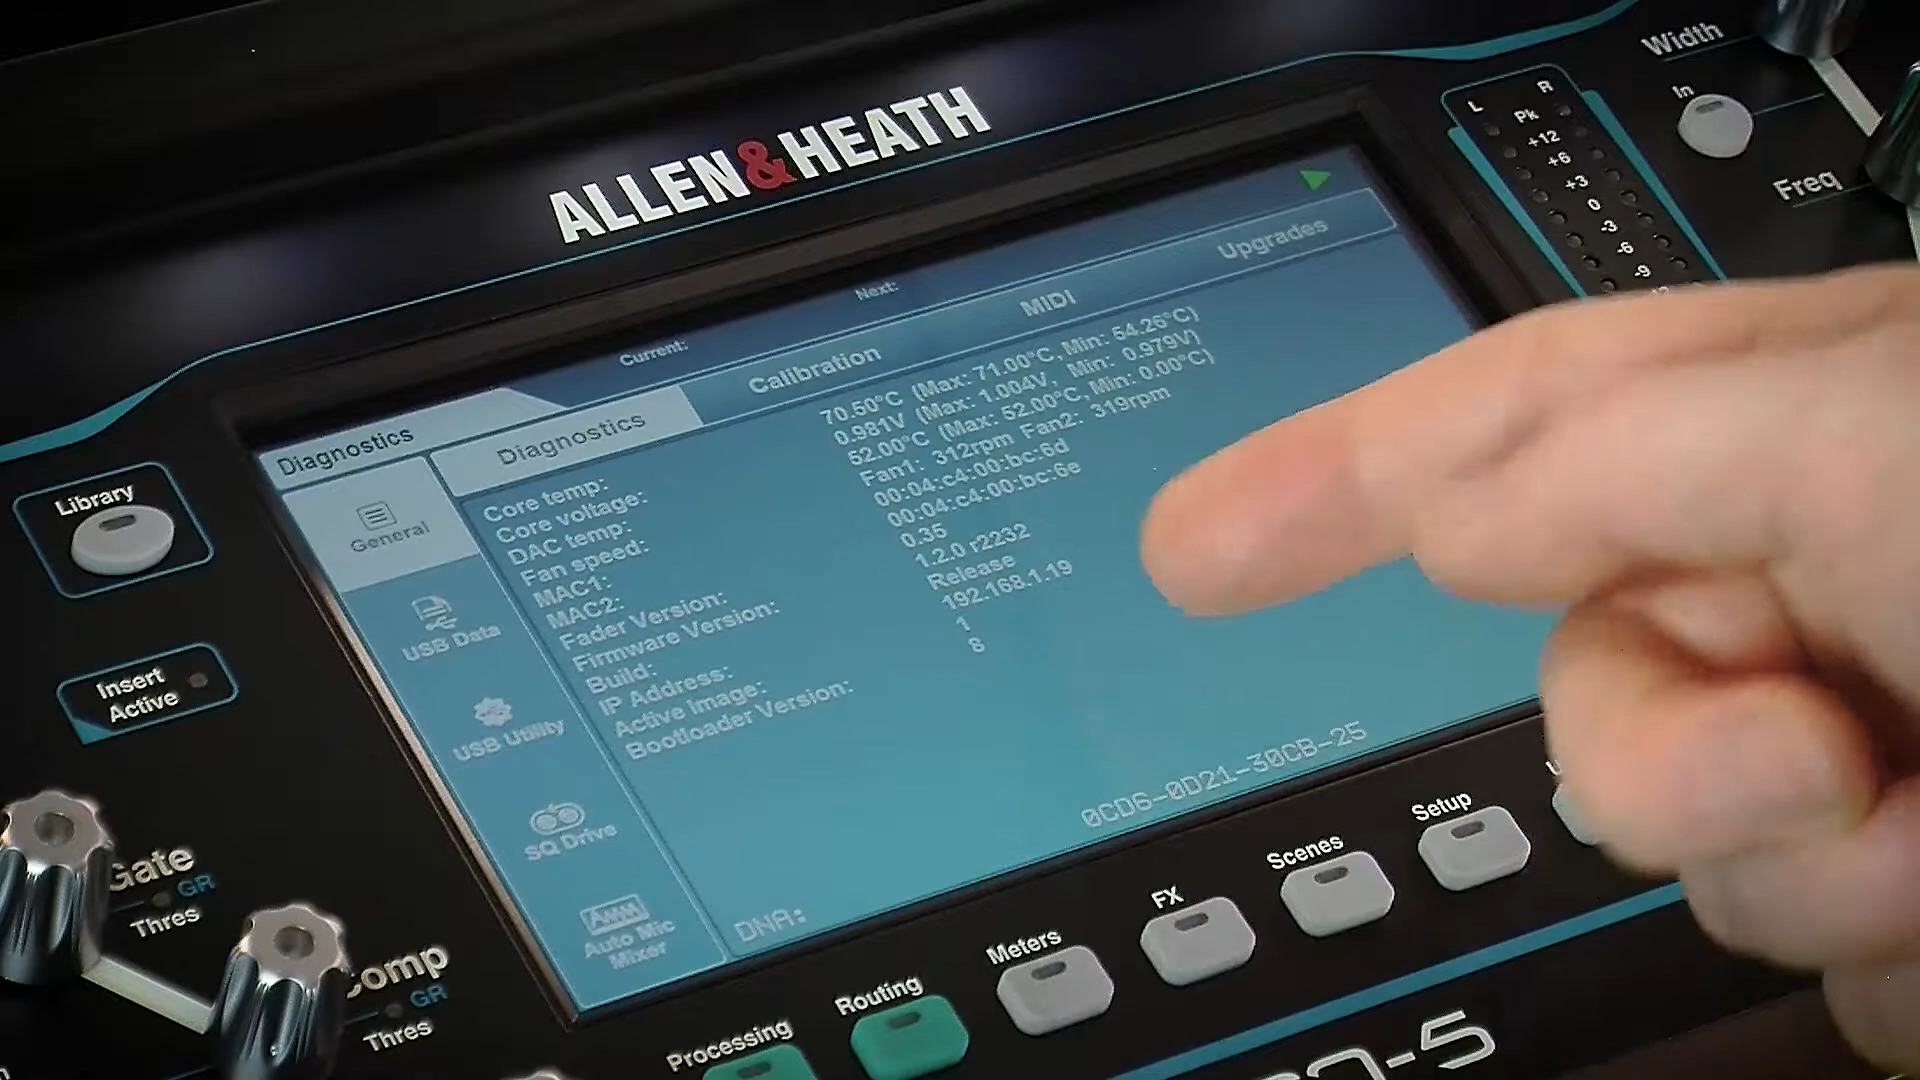 ALLEN&HEATH
Width
In
Freq
L R
Pk
+12
+6
+3
0
-3
-6
-9
Current:
Next:
Diagnostics
Diagnostics
Calibration
MIDI
Upgrades
General
USB Data
USB Utility
SQ Drive
Auto Mic
Mixer
Core temp: 70.50°C (Max: 71.00°C, Min: 54.26°C)
Core voltage: 0.981V (Max: 1.004V, Min: 0.979V)
DAC temp: 52.00°C (Max: 52.00°C, Min: 0.00°C)
Fan speed: Fan1: 312rpm Fan2: 319rpm
MAC1: 00:04:c4:00:bc:6d
MAC2: 00:04:c4:00:bc:6e
Fader Version: 0.35
Firmware Version: 1.2.0 r2232
Build: Release
IP Address: 192.168.1.19
Active Image: 1
Bootloader Version: 8
DNA: 0CD6-0D21-30CB-25
Library
Insert
Active
Gate
GR
Thres
Comp
GR
Thres
Processing
Routing
Meters
FX
Scenes
Setup
-5